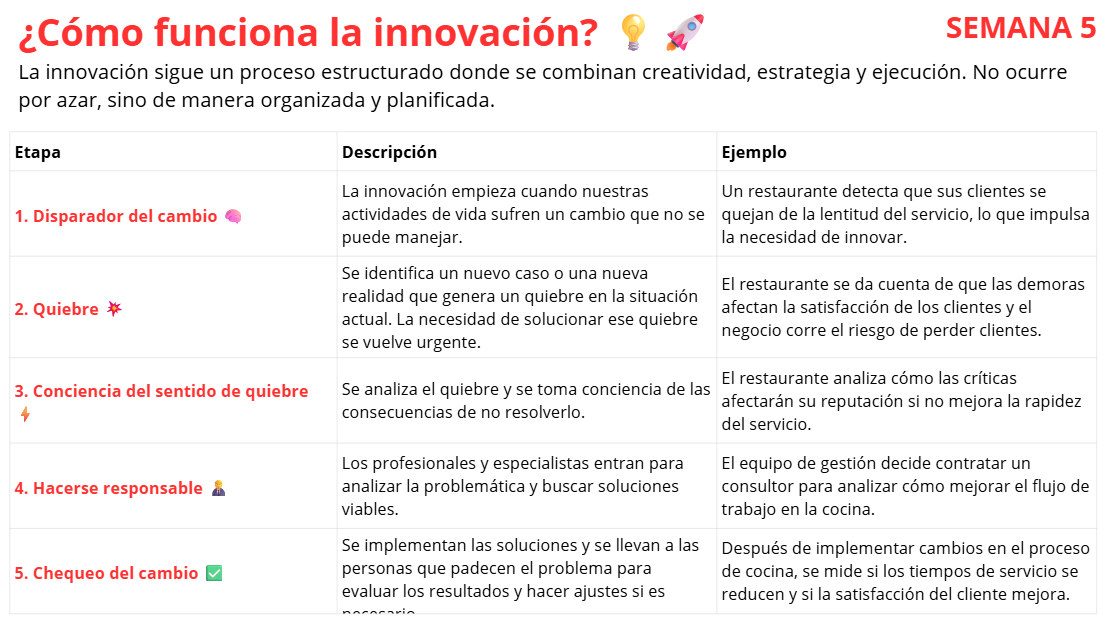 ¿Cómo funciona la innovación? 💡 🚀
SEMANA 5
La innovación sigue un proceso estructurado donde se combinan creatividad, estrategia y ejecución. No ocurre
por azar, sino de manera organizada y planificada.
Etapa
Descripción
Ejemplo
1. Disparador del cambio 🧠
La innovación empieza cuando nuestras
actividades de vida sufren un cambio que no se
puede manejar.
Un restaurante detecta que sus clientes se
quejan de la lentitud del servicio, lo que impulsa
la necesidad de innovar.
2. Quiebre 💥
Se identifica un nuevo caso o una nueva
realidad que genera un quiebre en la situación
actual. La necesidad de solucionar ese quiebre
se vuelve urgente.
El restaurante se da cuenta de que las demoras
afectan la satisfacción de los clientes y el
negocio corre el riesgo de perder clientes.
3. Conciencia del sentido de quiebre
⚡
Se analiza el quiebre y se toma conciencia de las
consecuencias de no resolverlo.
El restaurante analiza cómo las críticas
afectarán su reputación si no mejora la rapidez
del servicio.
4. Hacerse responsable 👨‍💼
Los profesionales y especialistas entran para
analizar la problemática y buscar soluciones
viables.
El equipo de gestión decide contratar un
consultor para analizar cómo mejorar el flujo de
trabajo en la cocina.
5. Chequeo del cambio ✅
Se implementan las soluciones y se llevan a las
personas que padecen el problema para
evaluar los resultados y hacer ajustes si es
necesario.
Después de implementar cambios en el proceso
de cocina, se mide si los tiempos de servicio se
reducen y si la satisfacción del cliente mejora.